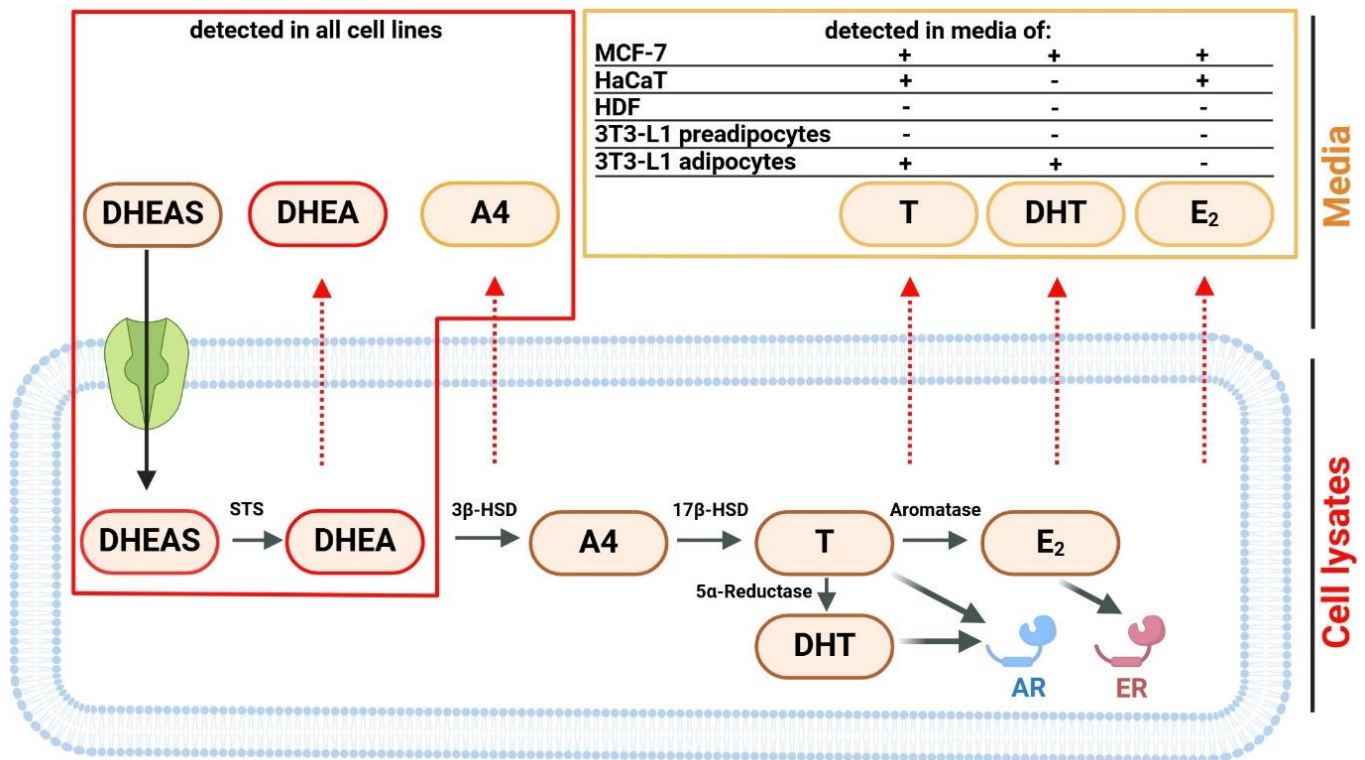 detected in all cell lines
detected in media of:
MCF-7 + + +
HaCaT + - +
HDF - - -
3T3-L1 preadipocytes - - -
3T3-L1 adipocytes + + -
DHEAS DHEA A4 T DHT E₂
Media
STS 3β-HSD 17β-HSD Aromatase
DHEAS DHEA A4 T E₂
5α-Reductase
DHT
AR ER
Cell lysates